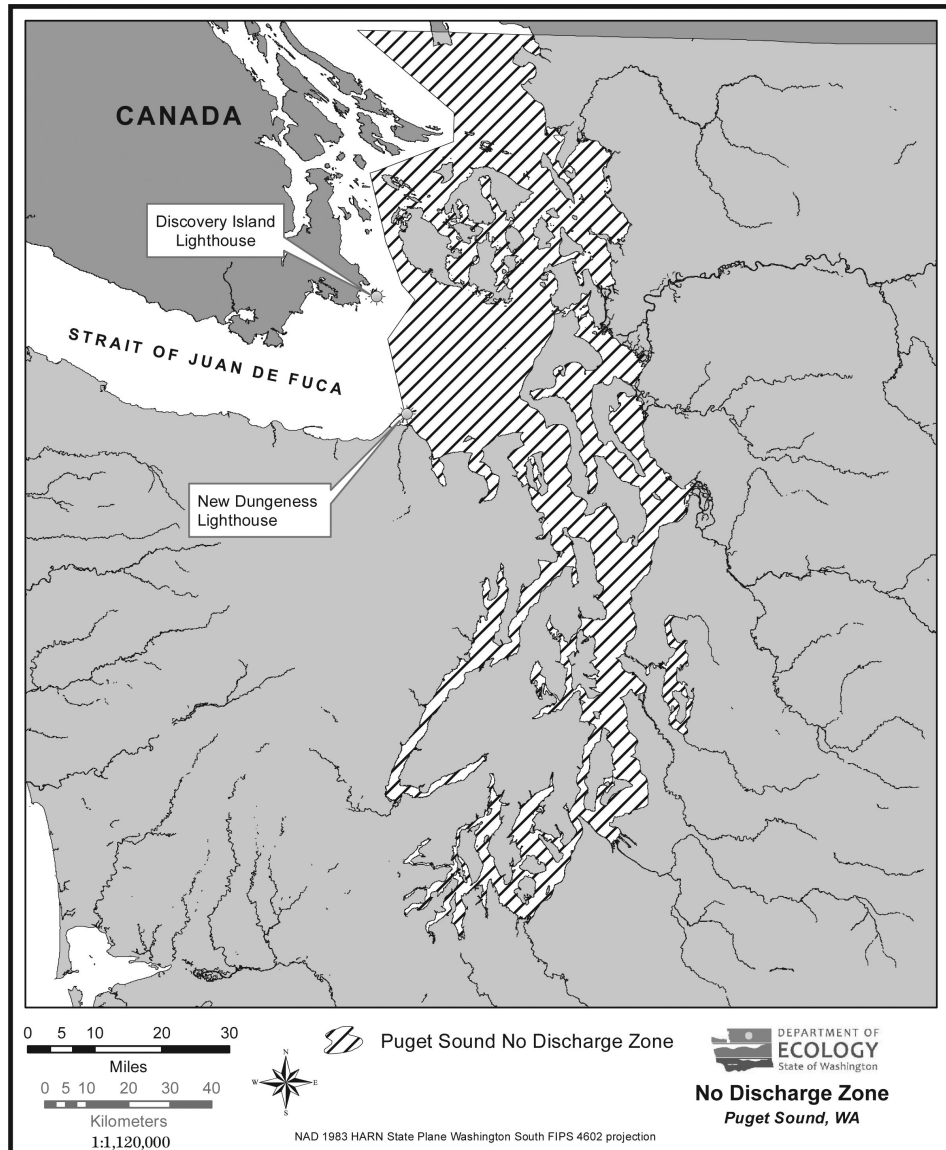 CANADA
Discovery Island
Lighthouse
STRAIT OF JUAN DE FUCA
New Dungeness
Lighthouse
0 5 10 20 30
Miles
0 5 10 20 30 40
Kilometers
1:1,120,000
N
W E
S
Puget Sound No Discharge Zone
NAD 1983 HARN State Plane Washington South FIPS 4602 projection
DEPARTMENT OF
ECOLOGY
State of Washington
No Discharge Zone
Puget Sound, WA